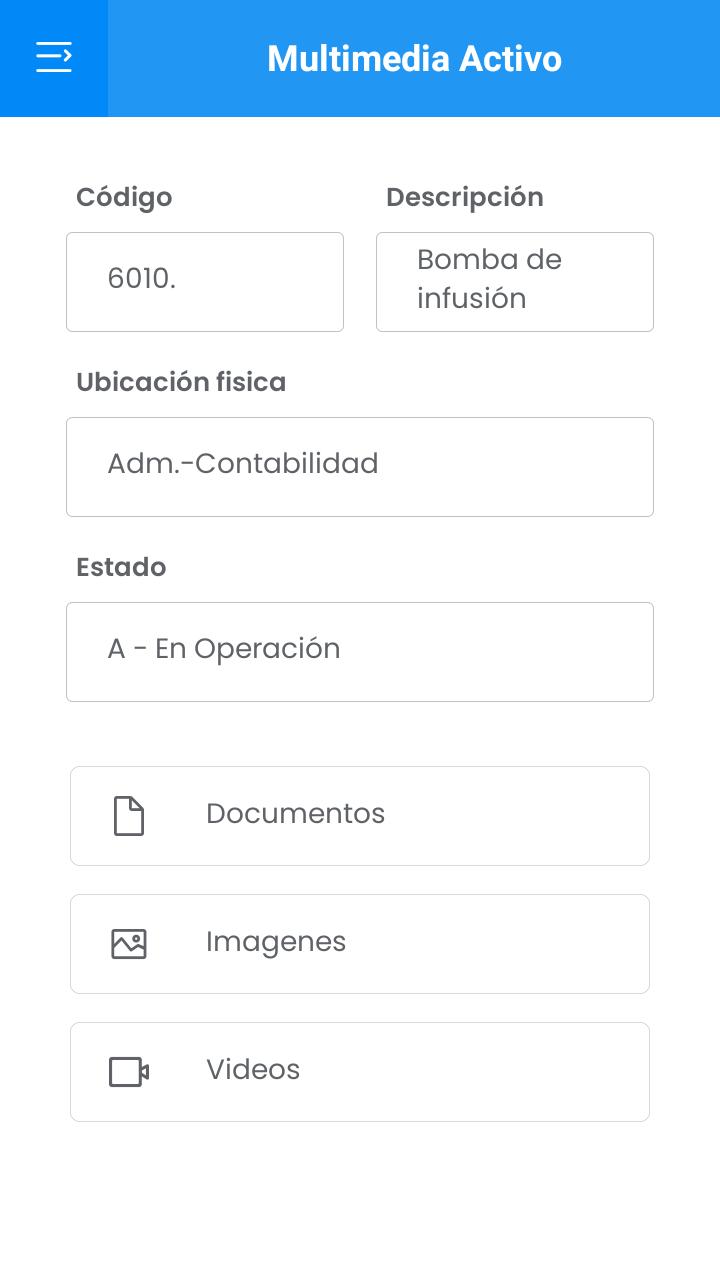 Multimedia Activo
Código
Descripción
6010.
Bomba de
infusión
Ubicación fisica
Adm.-Contabilidad
Estado
A - En Operación
Documentos
Imagenes
Videos